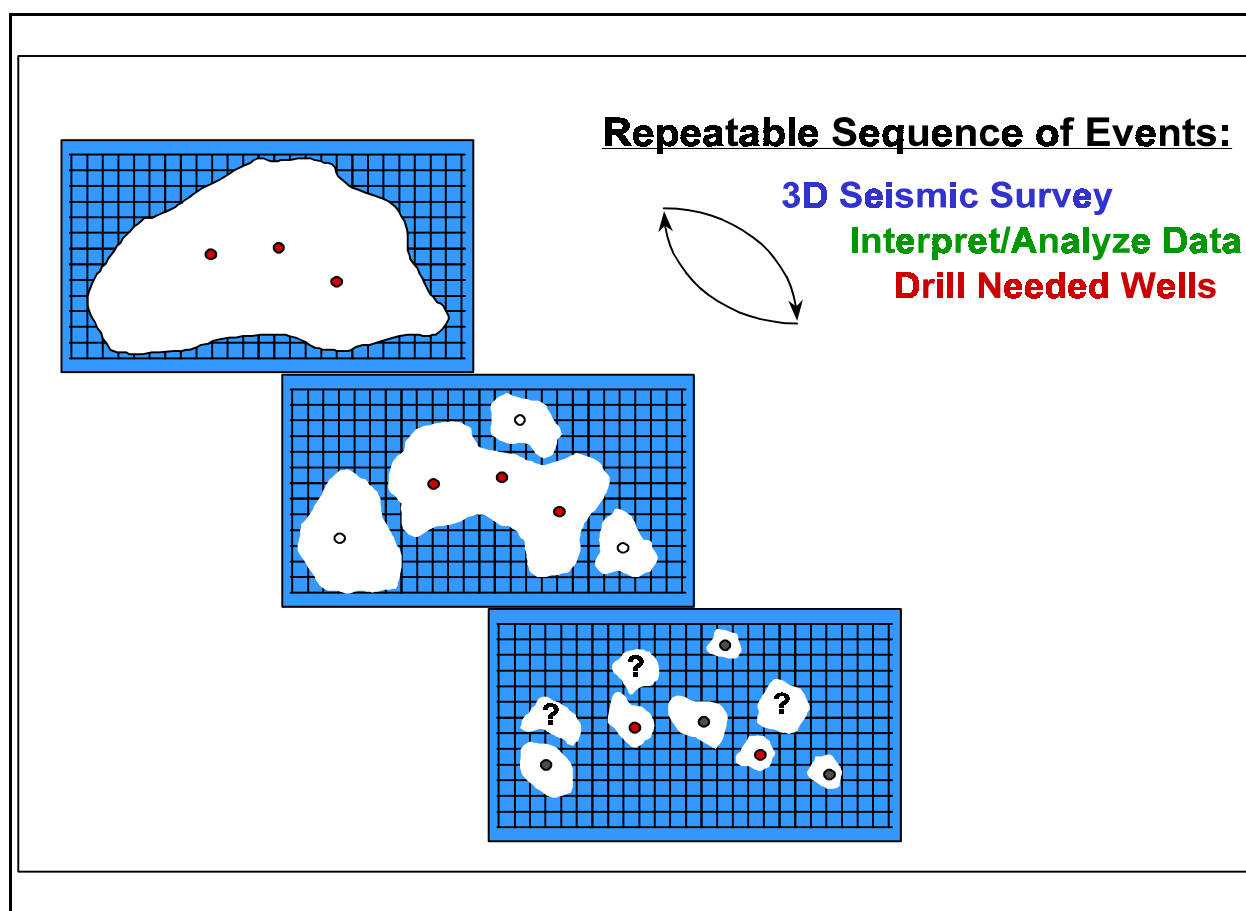 Repeatable Sequence of Events:
3D Seismic Survey
Interpret/Analyze Data
Drill Needed Wells
?
?
?